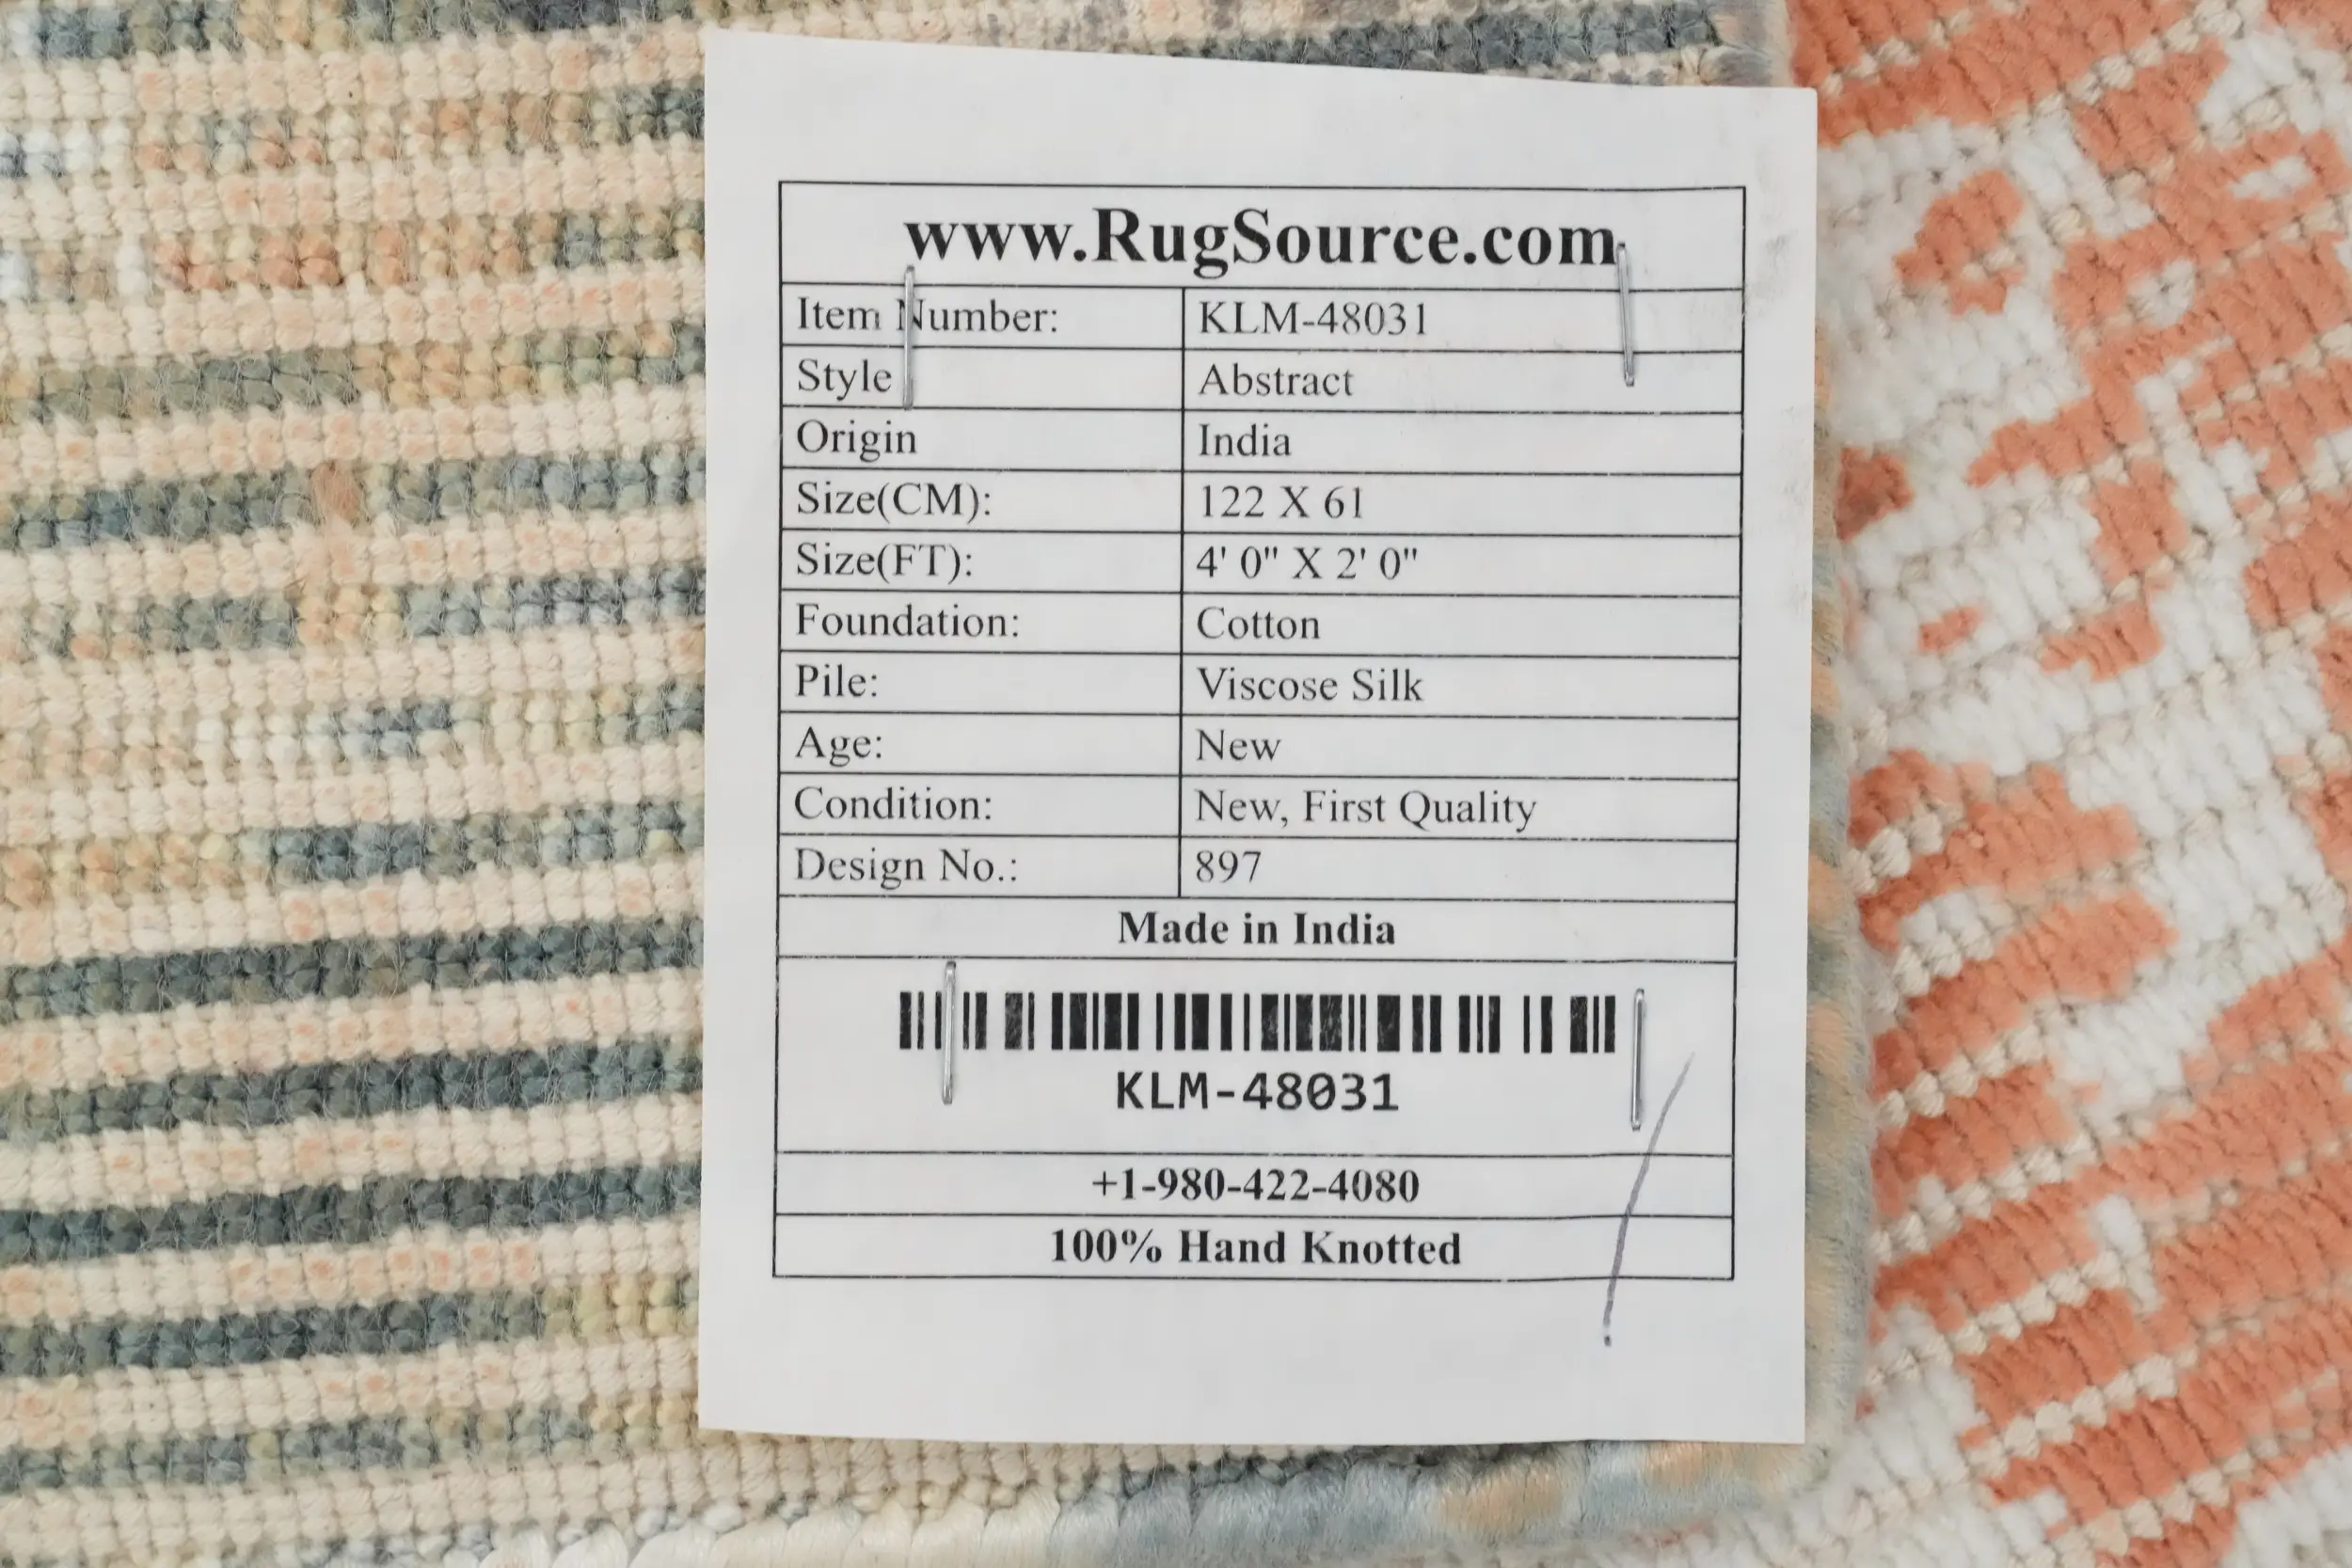 www.RugSource.com
Item Number: KLM-48031
Style Abstract
Origin India
Size(CM): 122 X 61
Size(FT): 4' 0" X 2' 0"
Foundation: Cotton
Pile: Viscose Silk
Age: New
Condition: New, First Quality
Design No.: 897
Made in India
KLM-48031
+1-980-422-4080
100% Hand Knotted